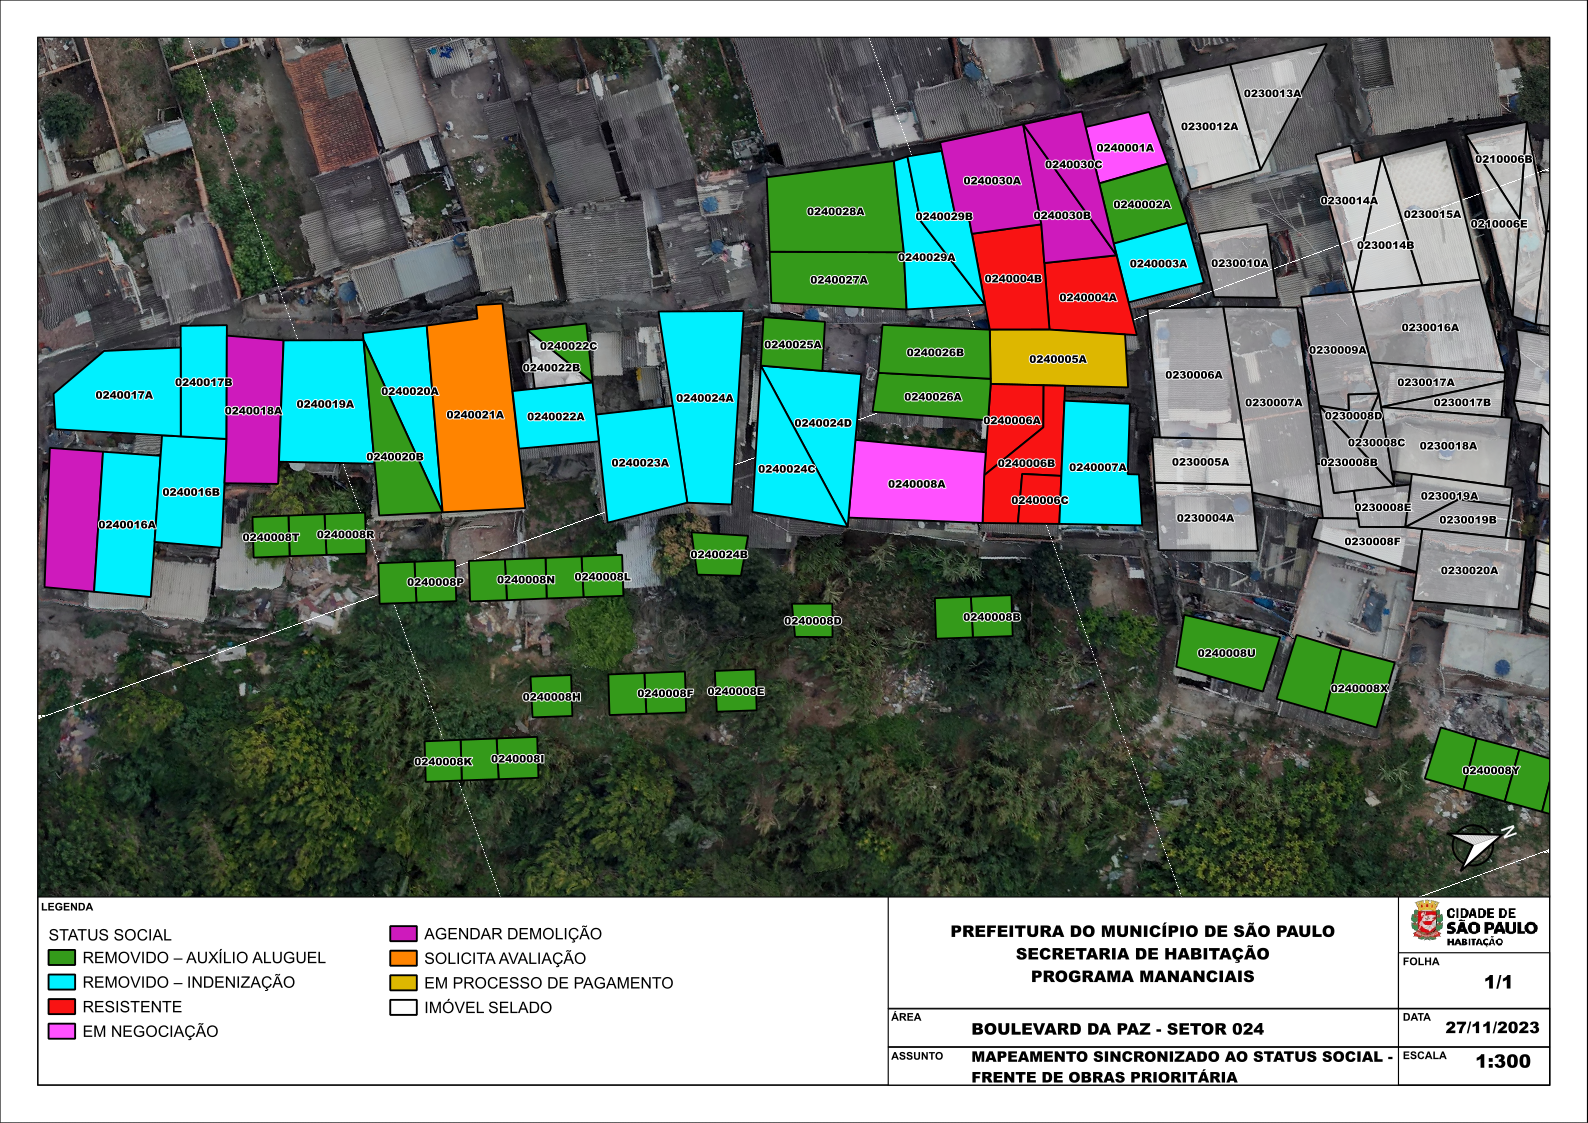 0230013A
0230012A
0240001A
0210006B
0240030C
0240030A
0230014A
0240002A
0240028A
0240029B
0240030B
0230015A
0210006E
0230014B
0240029A
0240003A
0230010A
0240027A
0240004B
0240004A
0230016A
0240022C
0240025A
0240026B
0240005A
0230009A
0240022B
0230006A
0240017B
0230017A
0240017A
0240020A
0240024A
0240026A
0240018A
0240019A
0230007A
0230017B
0240021A
0240022A
0240024D
0240006A
0230008D
0230008C
0230018A
0240020B
0240023A
0240024C
0240006B
0240007A
0230005A
0230008B
0240016B
0240008A
0240006C
0230019A
0230008E
0240016A
0230004A
0230019B
0240008T
0240008R
0230008F
0240024B
0230020A
0240008P
0240008N
0240008L
0240008D
0240008B
0240008U
0240008H
0240008F
0240008E
0240008X
0240008K
0240008I
0240008Y
N
LEGENDA
STATUS SOCIAL
REMOVIDO – AUXÍLIO ALUGUEL
REMOVIDO – INDENIZAÇÃO
RESISTENTE
EM NEGOCIAÇÃO
AGENDAR DEMOLIÇÃO
SOLICITA AVALIAÇÃO
EM PROCESSO DE PAGAMENTO
IMÓVEL SELADO
PREFEITURA DO MUNICÍPIO DE SÃO PAULO
SECRETARIA DE HABITAÇÃO
PROGRAMA MANANCIAIS
CIDADE DE
SÃO PAULO
HABITAÇÃO
FOLHA
1/1
ÁREA
BOULEVARD DA PAZ - SETOR 024
DATA
27/11/2023
ASSUNTO
MAPEAMENTO SINCRONIZADO AO STATUS SOCIAL -
FRENTE DE OBRAS PRIORITÁRIA
ESCALA
1:300